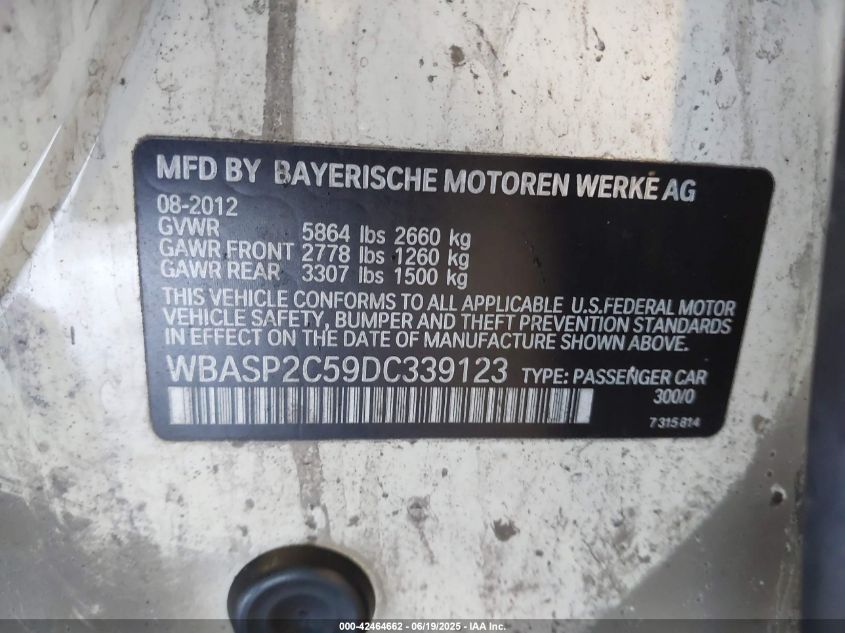 MFD BY BAYERISCHE MOTOREN WERKE AG
08-2012
GVWR 5864 lbs 2660 kg
GAWR FRONT 2778 lbs 1260 kg
GAWR REAR 3307 lbs 1500 kg
THIS VEHICLE CONFORMS TO ALL APPLICABLE U.S.FEDERAL MOTOR
VEHICLE SAFETY, BUMPER AND THEFT PREVENTION STANDARDS
IN EFFECT ON THE DATE OF MANUFACTURE SHOWN ABOVE.
WBASP2C59DC339123 TYPE: PASSENGER CAR
300/0
7315814
000-42464662 / 06/19/2025 - IAA Inc.